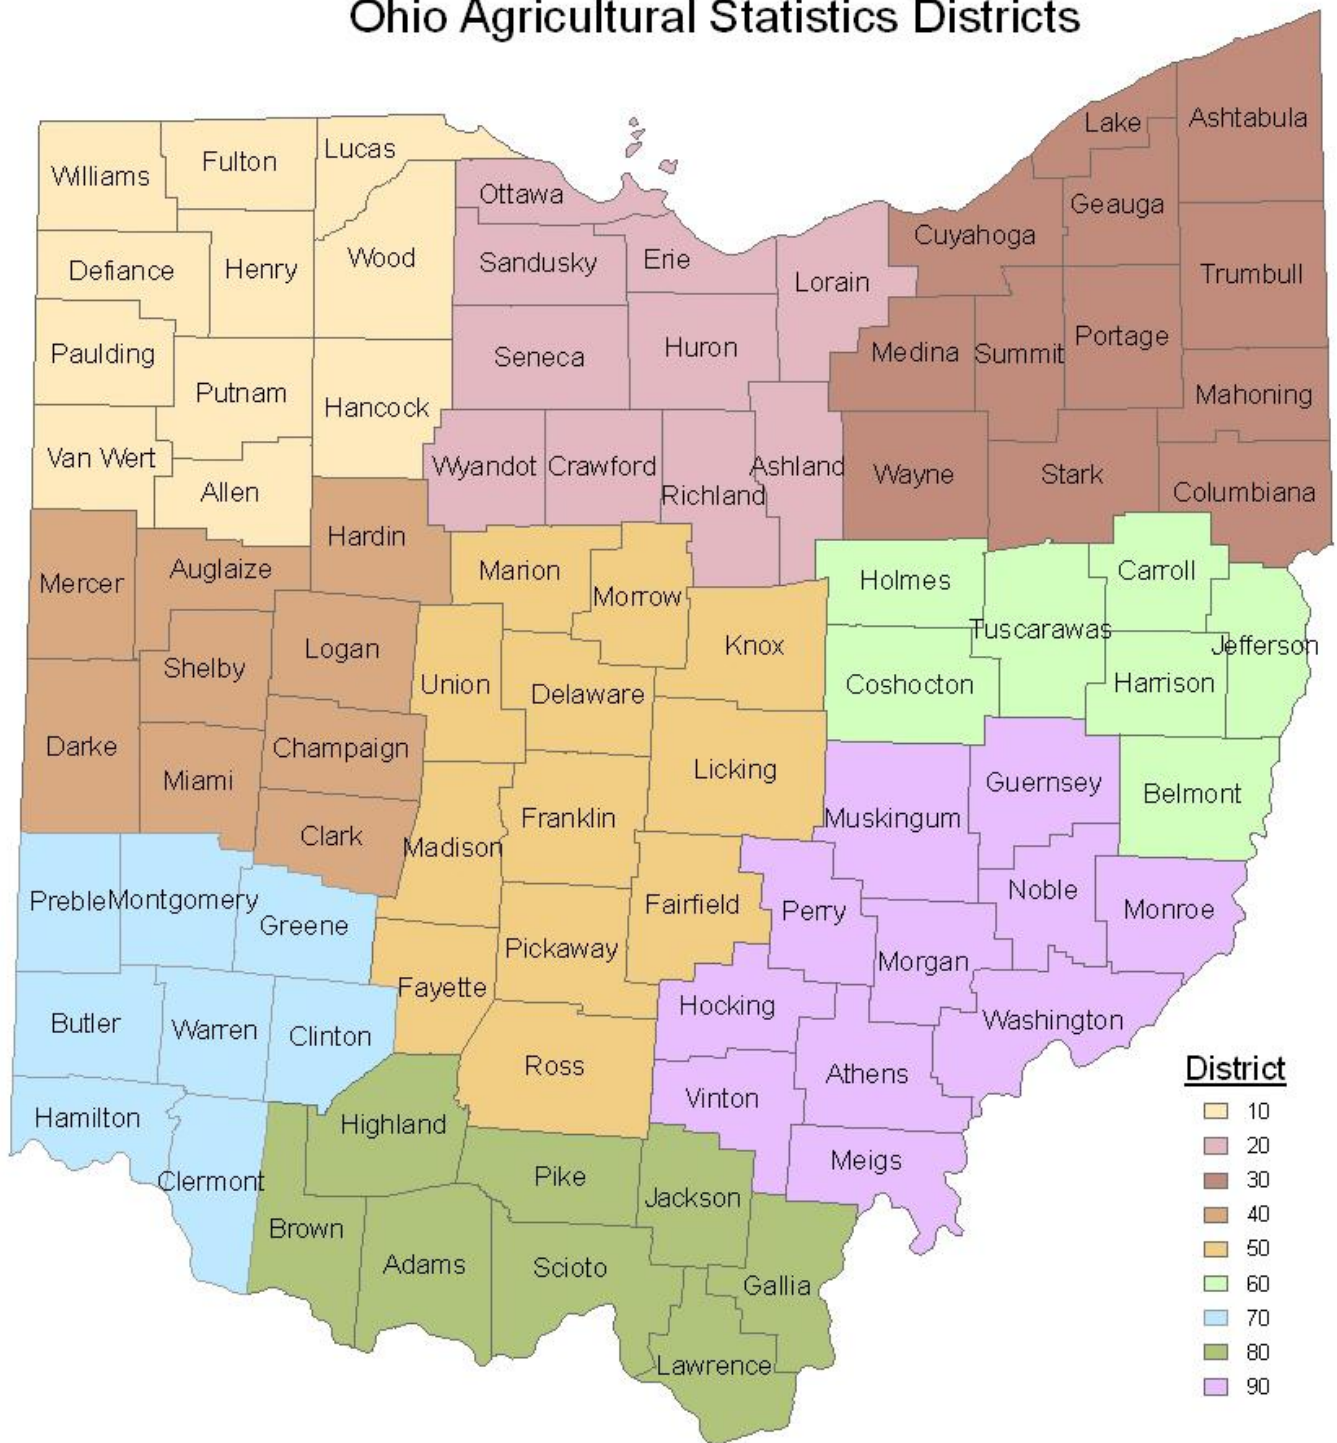 Ohio Agricultural Statistics Districts
Williams
Fulton
Lucas
Ottawa
Lake
Ashtabula
Geauga
Cuyahoga
Defiance
Henry
Wood
Sandusky
Erie
Lorain
Trumbull
Paulding
Putnam
Hancock
Seneca
Huron
Medina
Summit
Portage
Mahoning
Van Wert
Allen
Wyandot
Crawford
Richland
Ashland
Wayne
Stark
Columbiana
Mercer
Auglaize
Hardin
Marion
Morrow
Holmes
Carroll
Tuscarawas
Jefferson
Shelby
Logan
Union
Delaware
Knox
Coshocton
Harrison
Darke
Miami
Champaign
Clark
Madison
Franklin
Licking
Muskingum
Guernsey
Belmont
Preble
Montgomery
Greene
Fayette
Pickaway
Fairfield
Perry
Morgan
Noble
Monroe
Butler
Warren
Clinton
Ross
Hocking
Athens
Washington
Hamilton
Clermont
Highland
Pike
Vinton
Meigs
Jackson
Brown
Adams
Scioto
Gallia
Lawrence
District
10
20
30
40
50
60
70
80
90